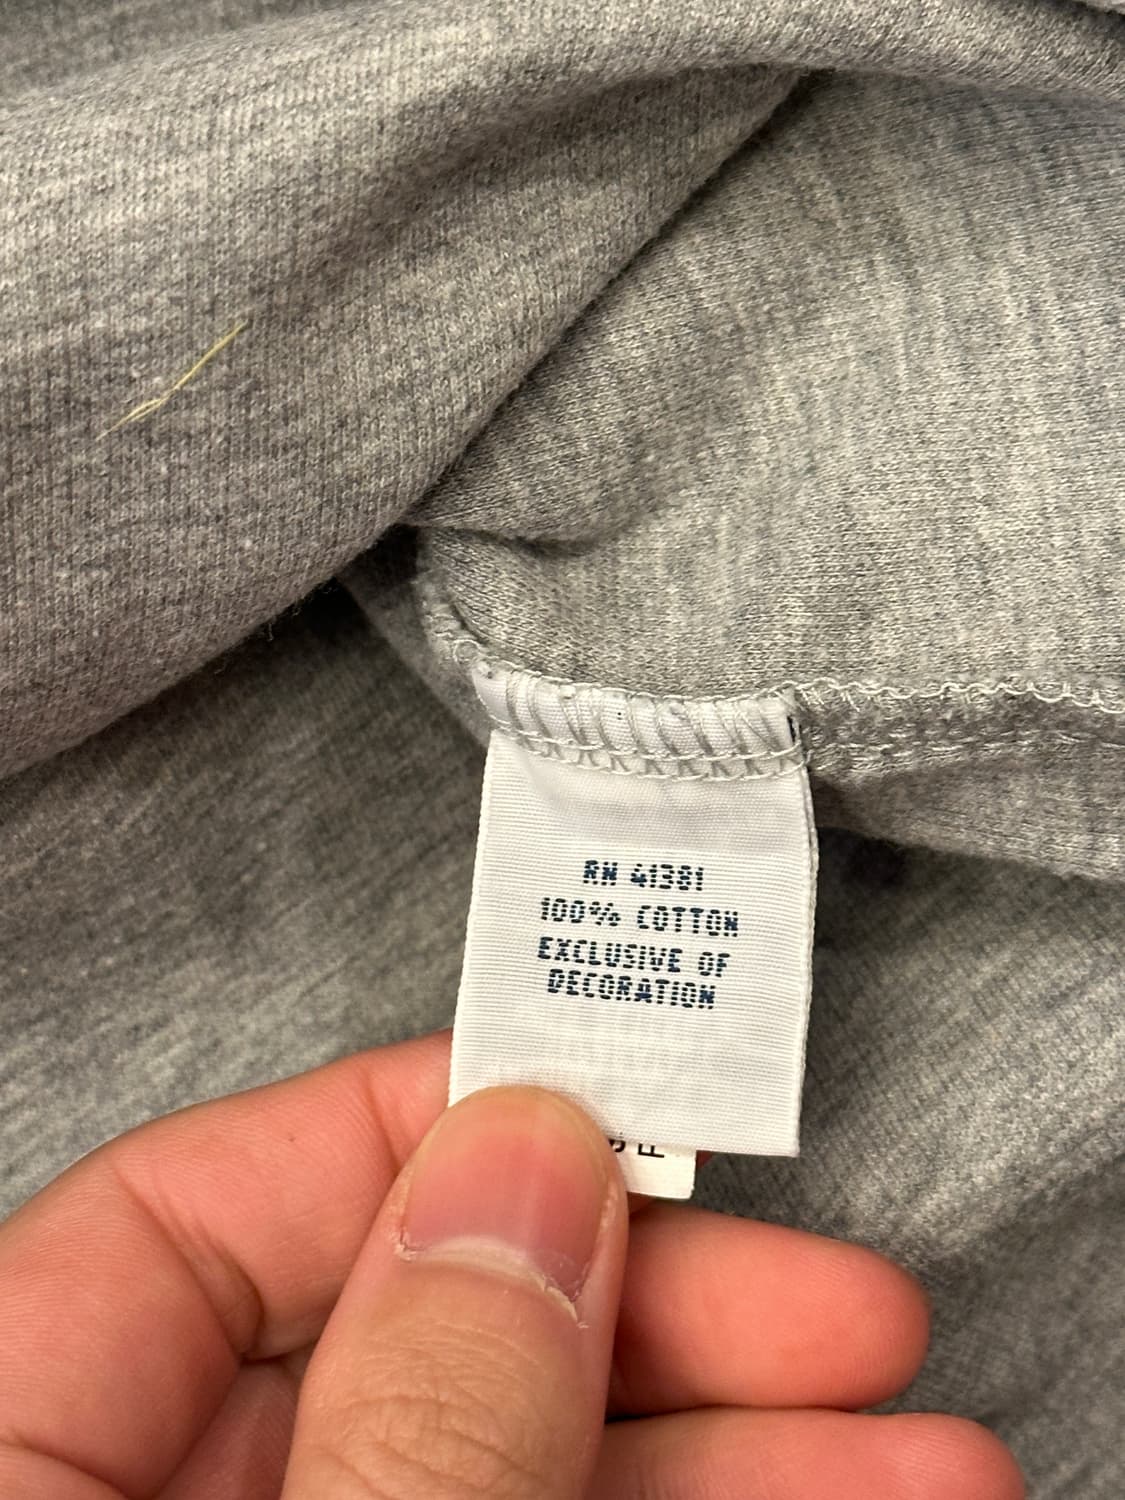 RN 41381
100% COTTON
EXCLUSIVE OF
DECORATION
F